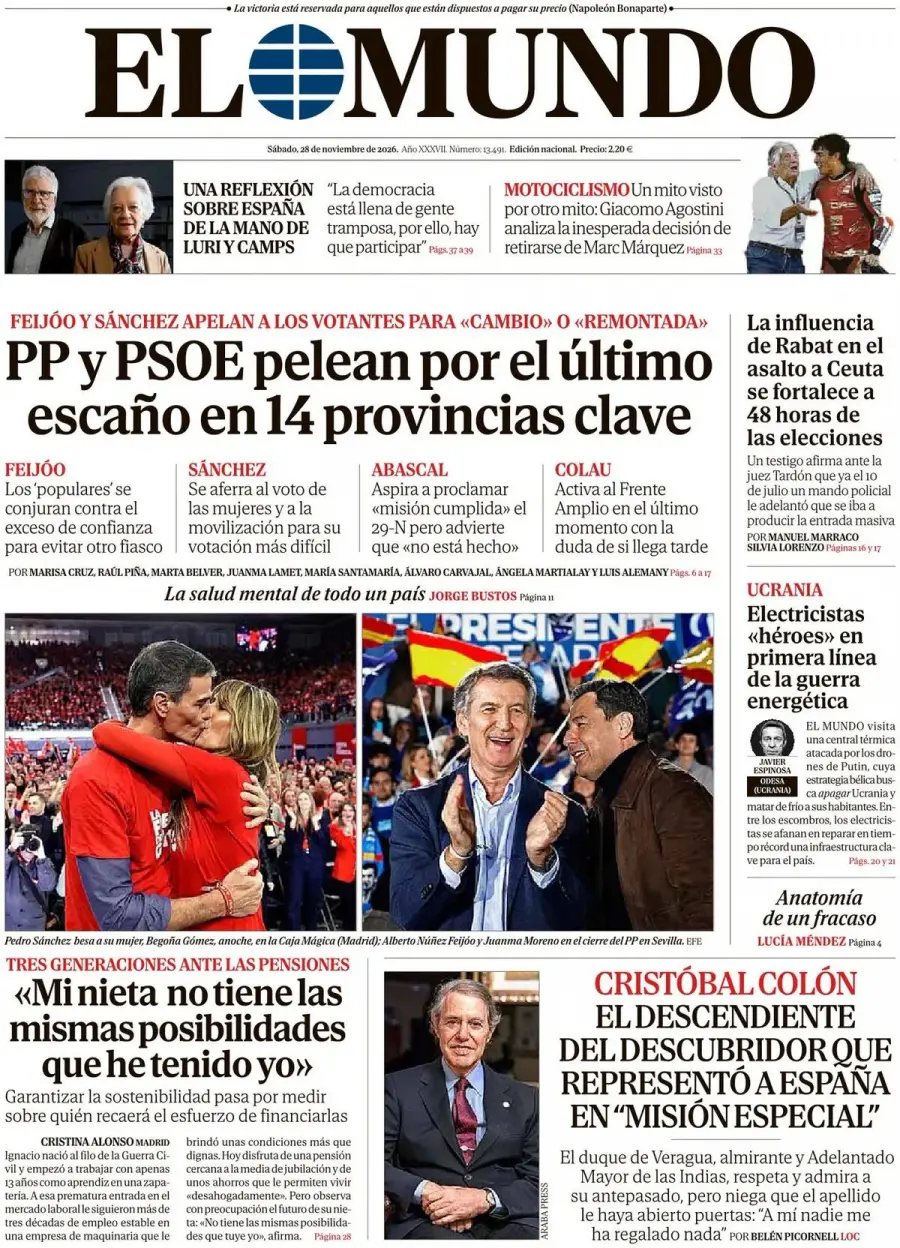 La victoria está reservada para aquellos que están dispuestos a pagar su precio (Napoleón Bonaparte)
EL MUNDO
Sábado, 28 de noviembre de 2026. Año XXXVII. Número: 13.491. Edición nacional. Precio: 2,20 €
UNA REFLEXIÓN
SOBRE ESPAÑA
DE LA MANO DE
LURI Y CAMPS
“La democracia
está llena de gente
tramposa, por ello, hay
que participar” Págs. 37 a 39
MOTOCICLISMO Un mito visto
por otro mito: Giacomo Agostini
analiza la inesperada decisión de
retirarse de Marc Márquez Página 33
FEIJÓO Y SÁNCHEZ APELAN A LOS VOTANTES PARA «CAMBIO» O «REMONTADA»
PP y PSOE pelean por el último
escaño en 14 provincias clave
FEIJÓO
Los ‘populares’ se
conjuran contra el
exceso de confianza
para evitar otro fiasco
SÁNCHEZ
Se aferra al voto de
las mujeres y a la
movilización para su
votación más difícil
ABASCAL
Aspira a proclamar
«misión cumplida» el
29-N pero advierte
que «no está hecho»
COLAU
Activa al Frente
Amplio en el último
momento con la
duda de si llega tarde
POR MARISA CRUZ, RAÚL PIÑA, MARTA BELVER, JUANMA LAMET, MARÍA SANTAMARÍA, ÁLVARO CARVAJAL, ÁNGELA MARTIALAY Y LUIS ALEMANY Págs. 6 a 17
La salud mental de todo un país JORGE BUSTOS Página 11
PRESIDENTE
Pedro Sánchez besa a su mujer, Begoña Gómez, anoche, en la Caja Mágica (Madrid); Alberto Núñez Feijóo y Juanma Moreno en el cierre del PP en Sevilla. EFE
La influencia
de Rabat en el
asalto a Ceuta
se fortalece a
48 horas de
las elecciones
Un testigo afirma ante la
juez Tardón que ya el 10 de
julio un mando policial
le adelantó que se iba a
producir la entrada masiva
POR MANUEL MARRACO
SILVIA LORENZO Páginas 16 y 17
UCRANIA
Electricistas
«héroes» en
primera línea
de la guerra
energética
JAVIER
ESPINOSA
ODESA
(UCRANIA)
EL MUNDO visita
una central térmica
atacada por los dro-
nes de Putin, cuya
estrategia bélica bus-
ca apagar Ucrania y
matar de frío a sus habitantes. En-
tre los escombros, los electricis-
tas se afanan en reparar en tiem-
po récord una infraestructura cla-
ve para el país. Págs. 20 y 21
Anatomía
de un fracaso
LUCÍA MÉNDEZ Página 4
TRES GENERACIONES ANTE LAS PENSIONES
«Mi nieta no tiene las
mismas posibilidades
que he tenido yo»
Garantizar la sostenibilidad pasa por medir
sobre quién recaerá el esfuerzo de financiarlas
CRISTINA ALONSO MADRID
Ignacio nació al filo de la Guerra Ci-
vil y empezó a trabajar con apenas
13 años como aprendiz en una zapa-
tería. A esa prematura entrada en el
mercado laboral le siguieron más de
tres décadas de empleo estable en
una empresa de maquinaria que le
brindó unas condiciones más que
dignas. Hoy disfruta de una pensión
cercana a la media de jubilación y de
unos ahorros que le permiten vivir
«desahogadamente». Pero observa
con preocupación el futuro de su nie-
ta: «No tiene las mismas posibilida-
des que tuve yo», afirma. Página 28
ARABA PRESS
CRISTÓBAL COLÓN
EL DESCENDIENTE
DEL DESCUBRIDOR QUE
REPRESENTÓ A ESPAÑA
EN “MISIÓN ESPECIAL”
El duque de Veragua, almirante y Adelantado
Mayor de las Indias, respeta y admira a
su antepasado, pero niega que el apellido
le haya abierto puertas: “A mí nadie me
ha regalado nada” POR BELÉN PICORNELL LOC